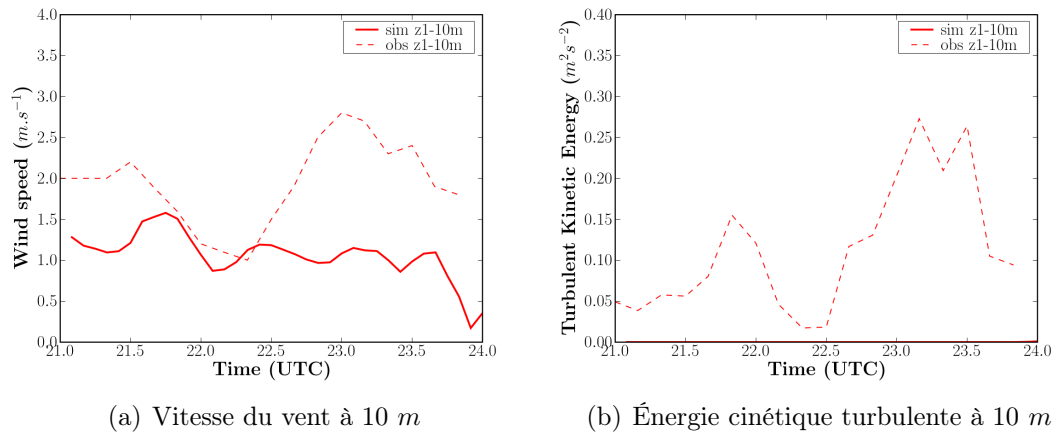 sim z1-10m
obs z1-10m
4.0
3.5
3.0
2.5
2.0
1.5
1.0
0.5
0.0
Wind speed (m.s⁻¹)
21.0 21.5 22.0 22.5 23.0 23.5 24.0
Time (UTC)
(a) Vitesse du vent à 10 m
sim z1-10m
obs z1-10m
0.40
0.35
0.30
0.25
0.20
0.15
0.10
0.05
0.00
Turbulent Kinetic Energy (m²s⁻²)
21.0 21.5 22.0 22.5 23.0 23.5 24.0
Time (UTC)
(b) Énergie cinétique turbulente à 10 m